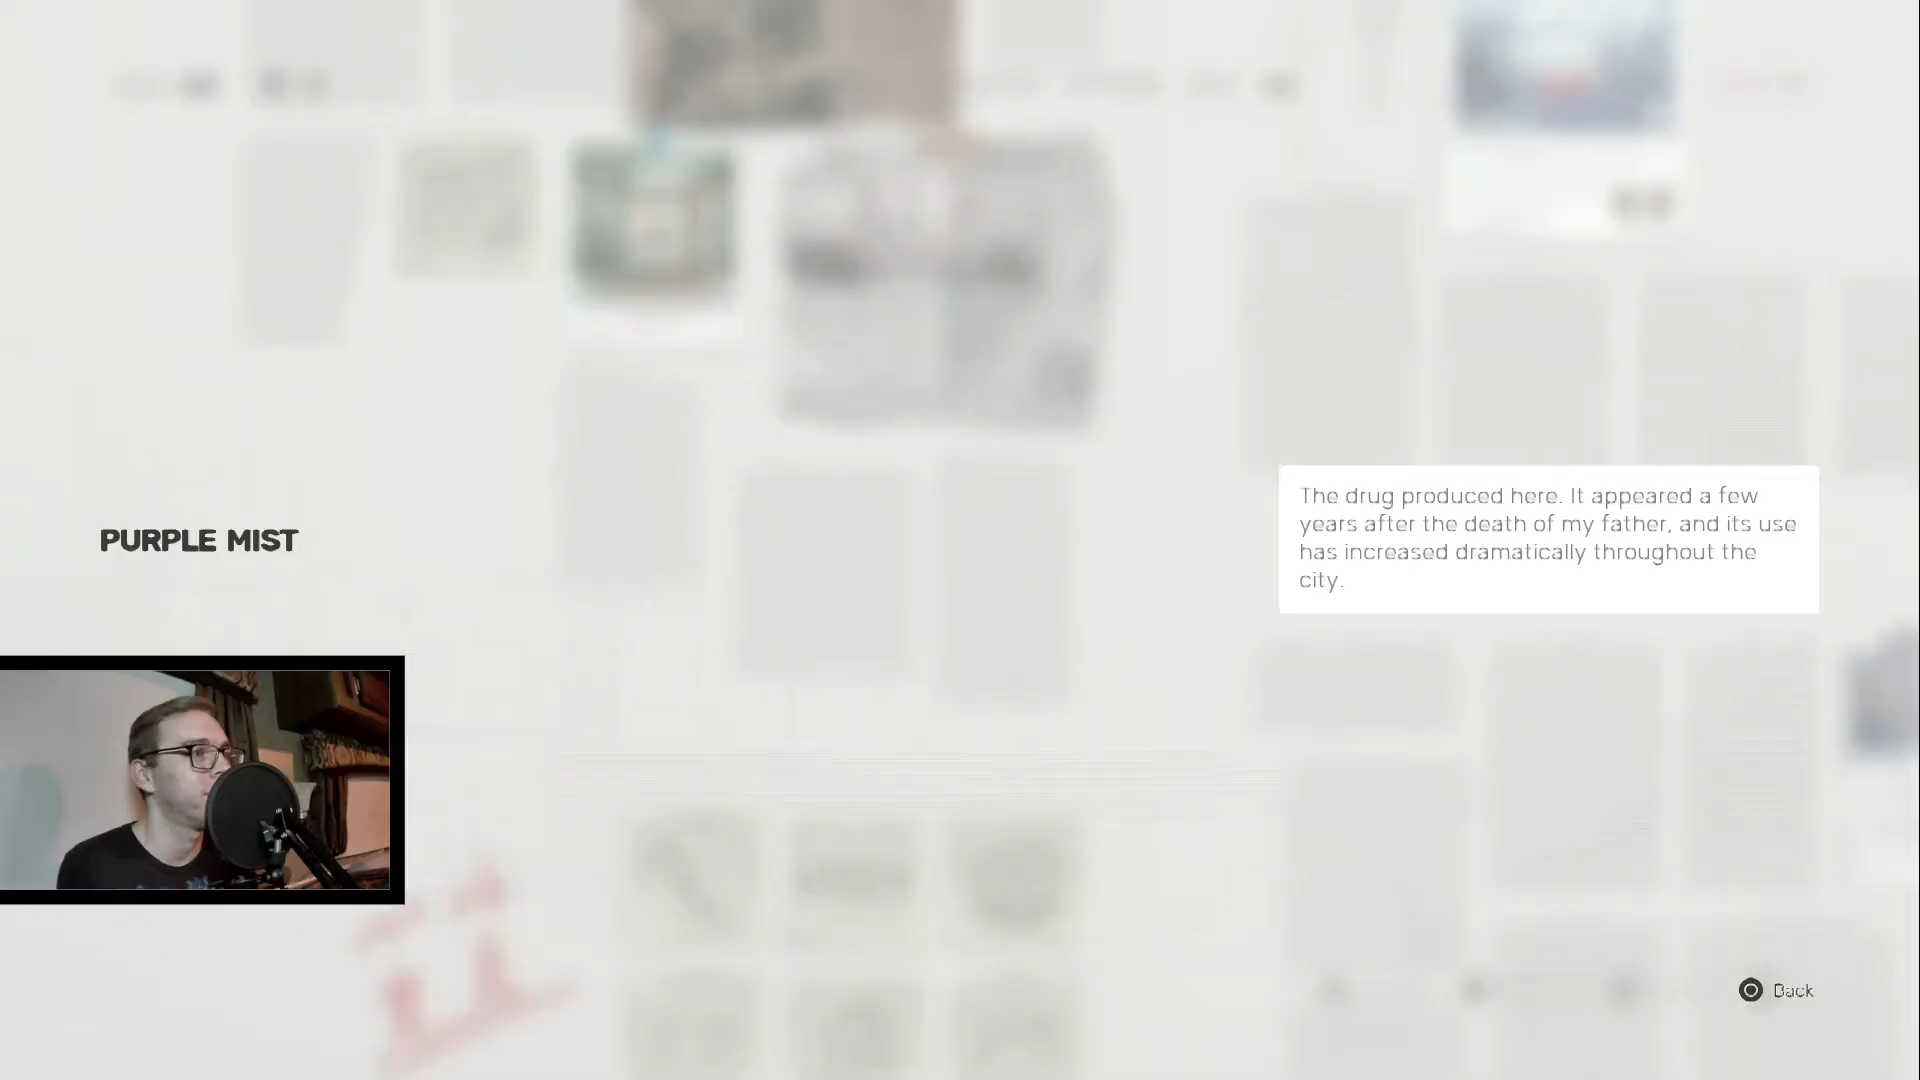 PURPLE MIST
The drug produced here. It appeared a few
years after the death of my father, and its use
has increased dramatically throughout the
city.
Back